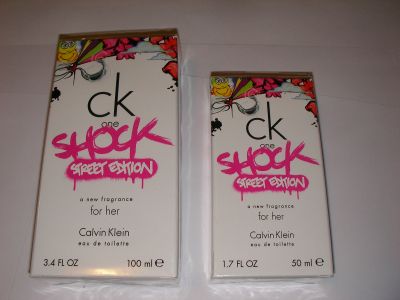 ck
one
SHOCK
STREET EDITION
a new fragrance
for her
Calvin Klein
eau de toilette
3.4 FL OZ 100 ml e
ck
one
SHOCK
STREET EDITION
a new fragrance
for her
Calvin Klein
eau de toilette
1.7 FL OZ 50 ml e